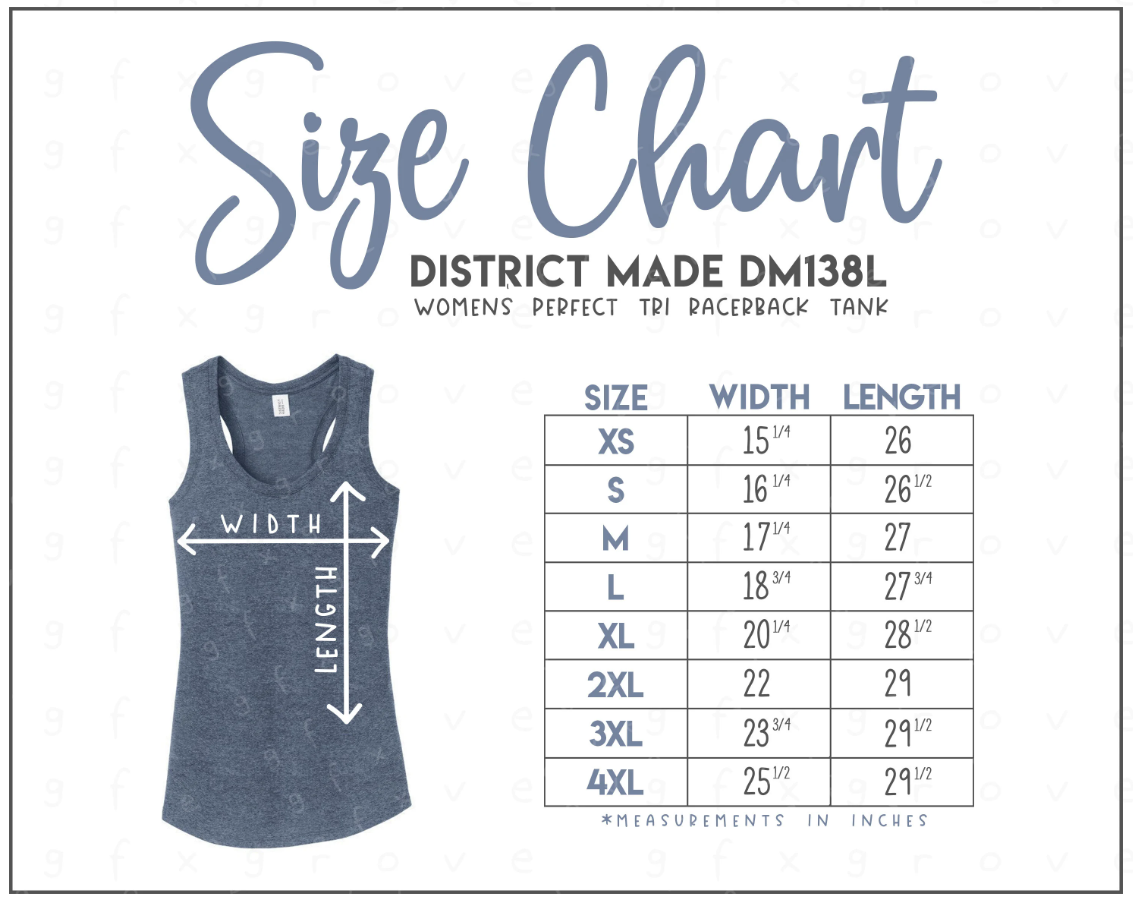 Size Chart
DISTRICT MADE DM138L
WOMENS PERFECT TRI RACERBACK TANK
WIDTH
LENGTH
SIZE WIDTH LENGTH
XS 15 1/4 26
S 16 1/4 26 1/2
M 17 1/4 27
L 18 3/4 27 3/4
XL 20 1/4 28 1/2
2XL 22 29
3XL 23 3/4 29 1/2
4XL 25 1/2 29 1/2
*MEASUREMENTS IN INCHES
gfxgrove